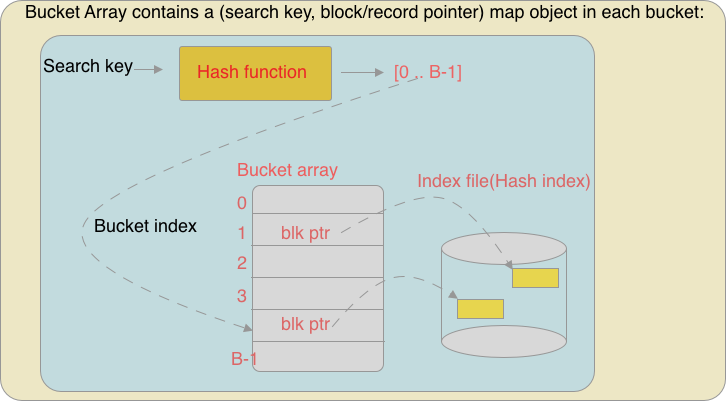 Bucket Array contains a (search key, block/record pointer) map object in each bucket:
Search key
Hash function
[0 ,. B-1]
Bucket array
Index file(Hash index)
0
Bucket index
1
blk ptr
2
3
blk ptr
B-1